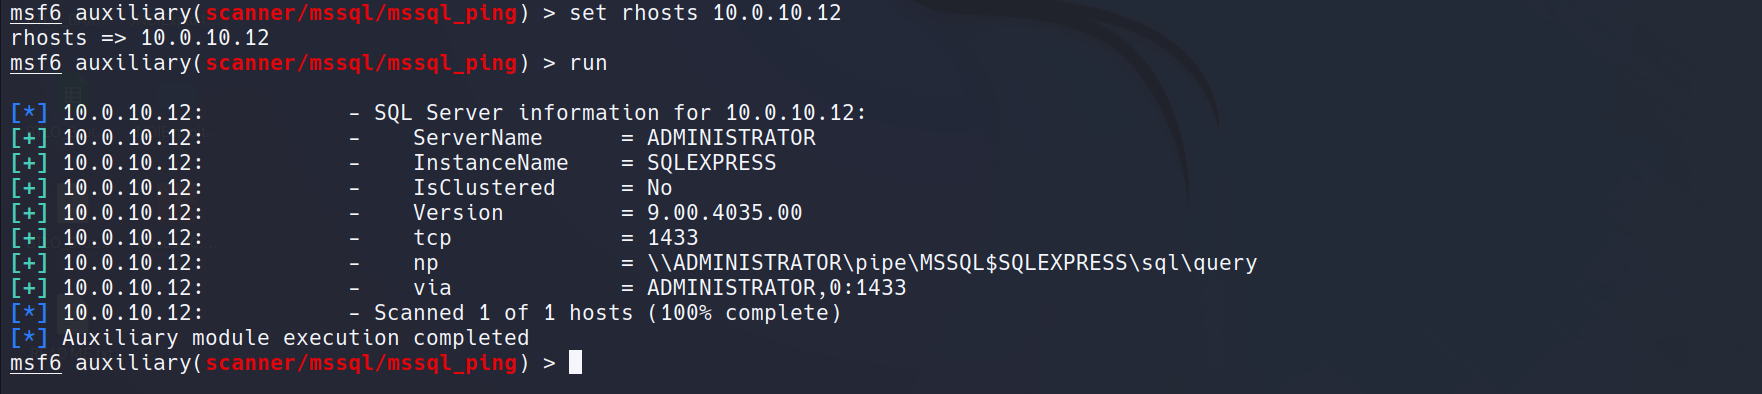 msf6 auxiliary(scanner/mssql/mssql_ping) > set rhosts 10.0.10.12
rhosts => 10.0.10.12
msf6 auxiliary(scanner/mssql/mssql_ping) > run
[*] 10.0.10.12:           - SQL Server information for 10.0.10.12:
[+] 10.0.10.12:           -    ServerName      = ADMINISTRATOR
[+] 10.0.10.12:           -    InstanceName    = SQLEXPRESS
[+] 10.0.10.12:           -    IsClustered     = No
[+] 10.0.10.12:           -    Version         = 9.00.4035.00
[+] 10.0.10.12:           -    tcp             = 1433
[+] 10.0.10.12:           -    np              = \\ADMINISTRATOR\pipe\MSSQL$SQLEXPRESS\sql\query
[+] 10.0.10.12:           -    via             = ADMINISTRATOR,0:1433
[*] 10.0.10.12:           - Scanned 1 of 1 hosts (100% complete)
[*] Auxiliary module execution completed
msf6 auxiliary(scanner/mssql/mssql_ping) >